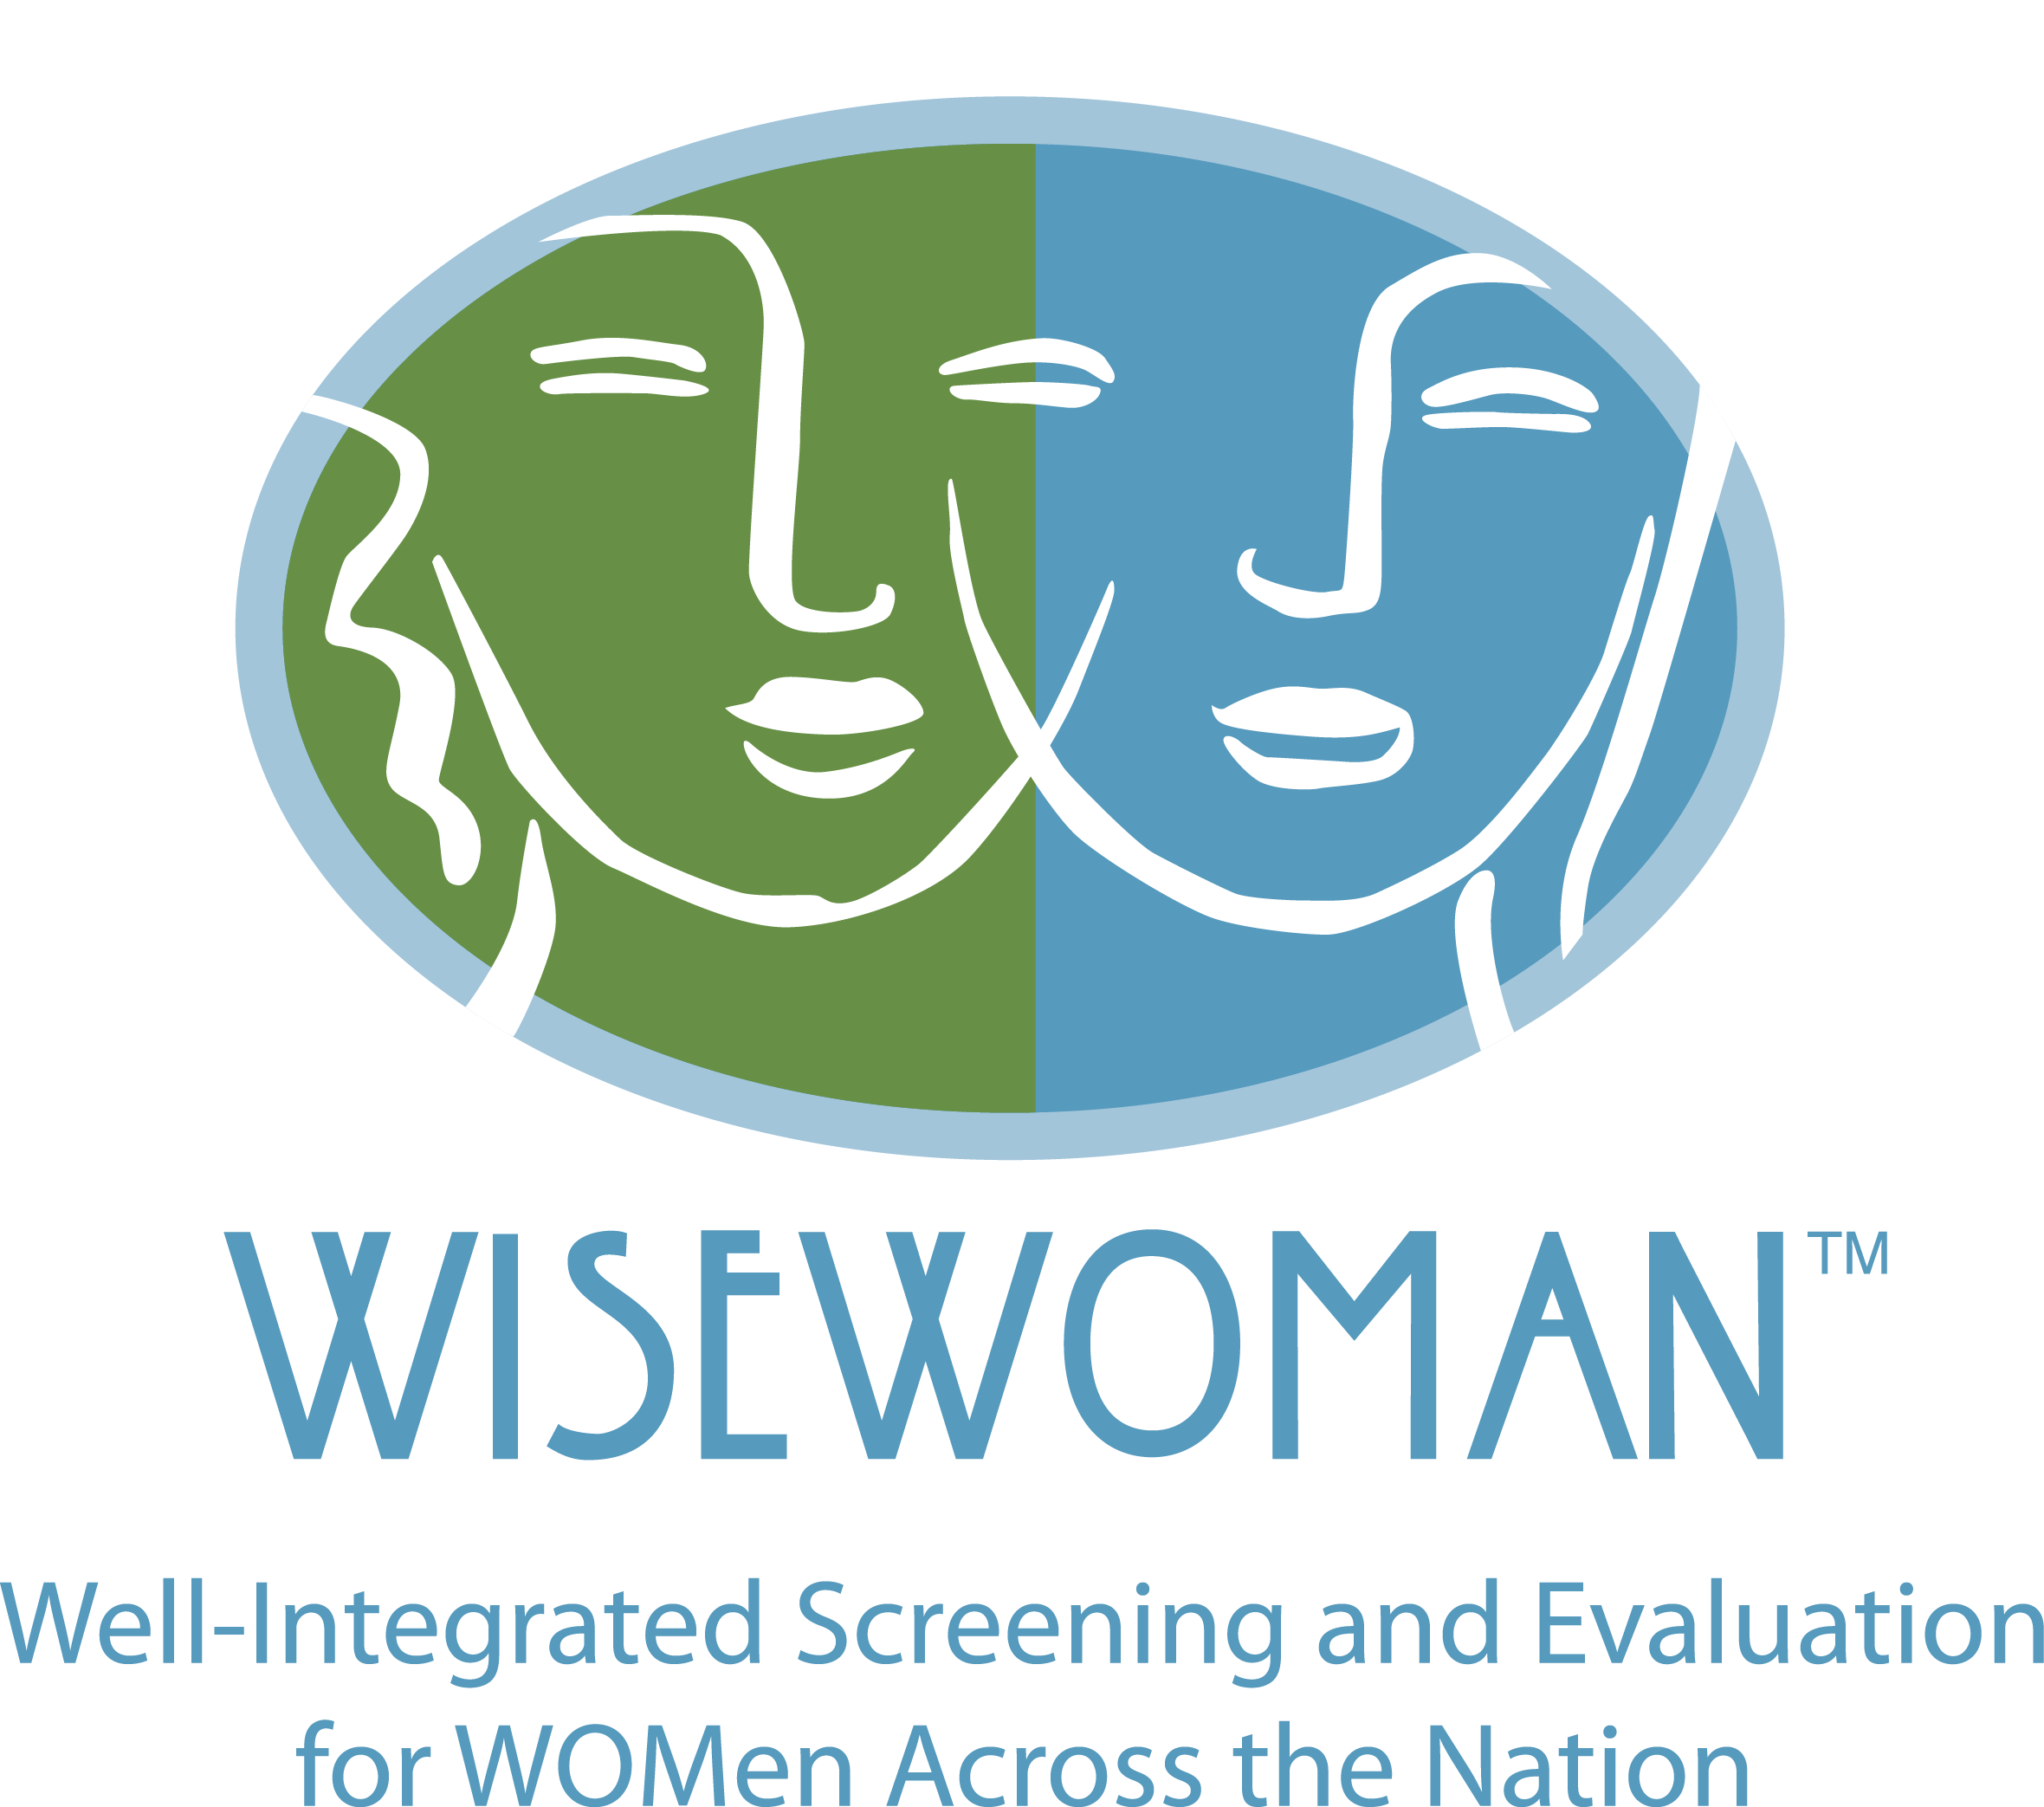 WISEWOMAN™
Well-Integrated Screening and Evaluation
for WOMen Across the Nation